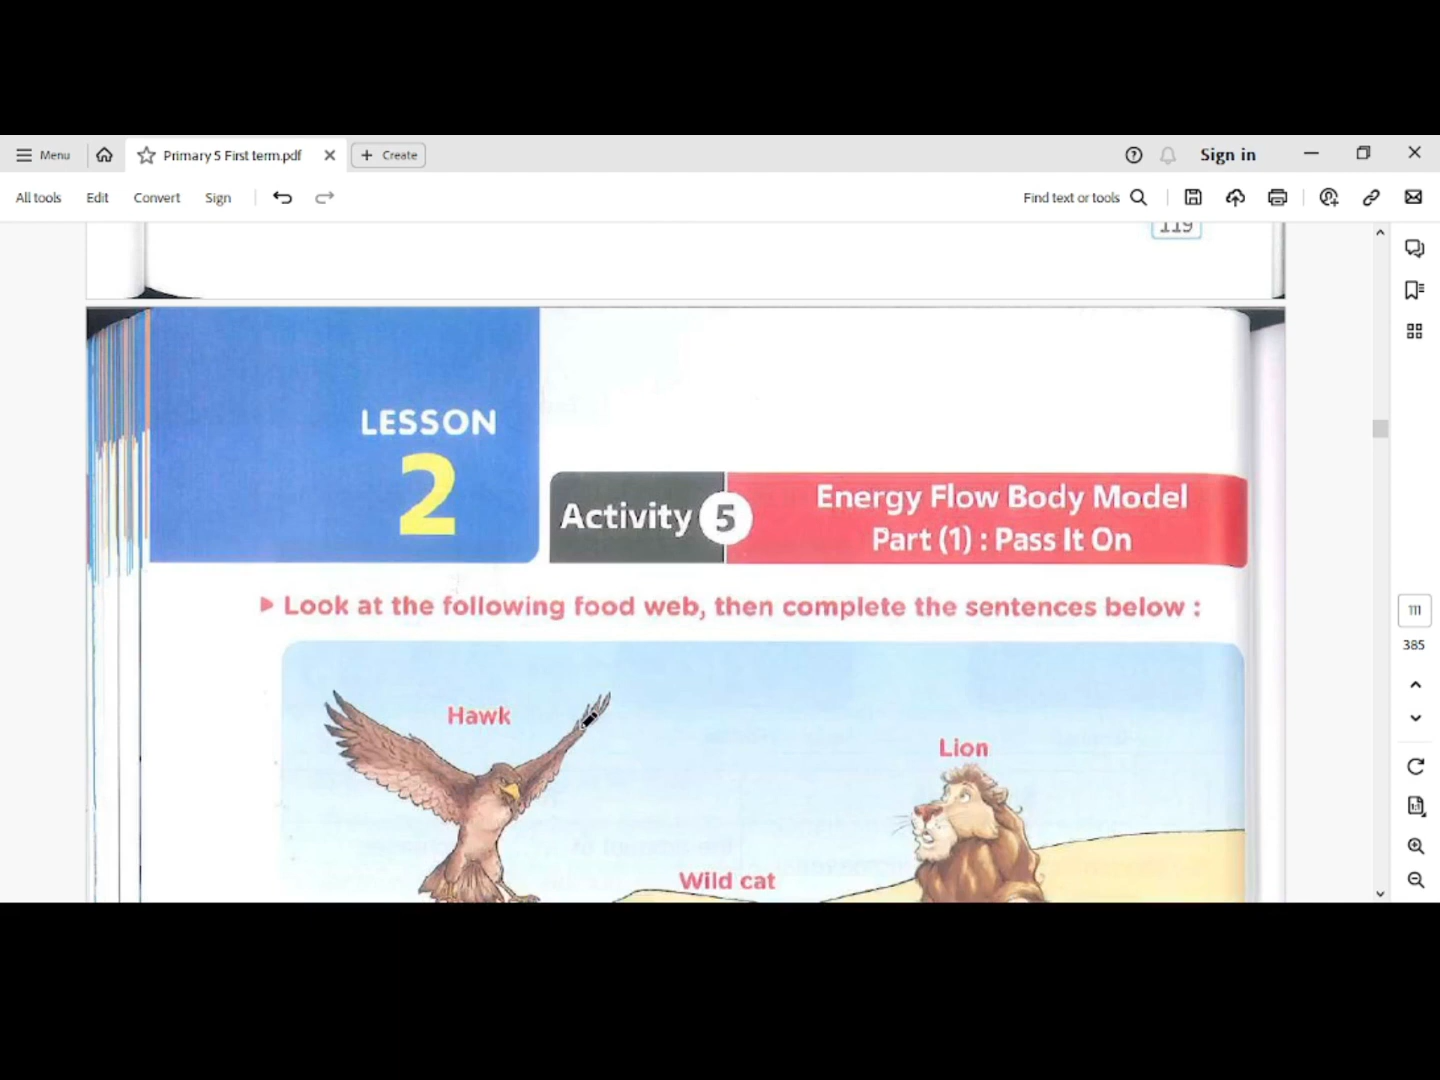 Menu
Primary 5 First term.pdf
Create
Sign in
All tools
Edit
Convert
Sign
Find text or tools
119
LESSON
2
Activity 5
Energy Flow Body Model
Part (1) : Pass It On
Look at the following food web, then complete the sentences below :
Hawk
Lion
Wild cat
111
385